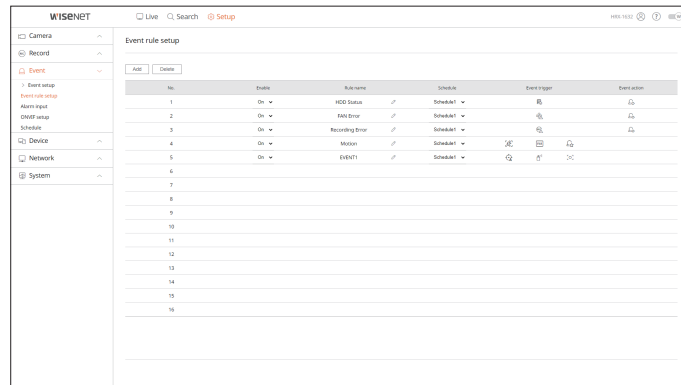 WISENET
Live Search Setup
HRX-1632
Camera
Record
Event
Event setup
Event rule setup
Alarm input
ONVIF setup
Schedule
Device
Network
System
Event rule setup
Add Delete
No. Enable Rule name Schedule Event trigger Event action
1 On HDD Status Schedule1
2 On FAN Error Schedule1
3 On Recording Error Schedule1
4 On Motion Schedule1
5 On EVENT1 Schedule1
6
7
8
9
10
11
12
13
14
15
16